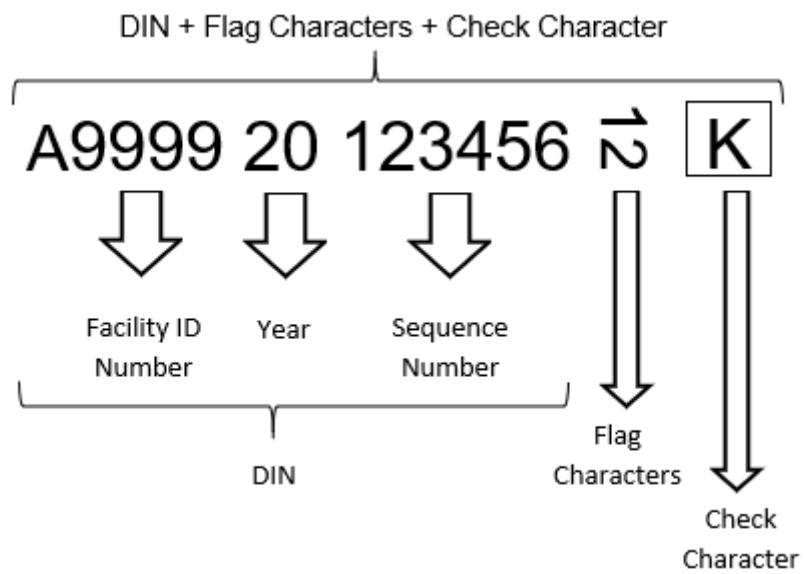 DIN + Flag Characters + Check Character
A9999 20 123456 12 K
Facility ID Number
Year
Sequence Number
DIN
Flag Characters
Check Character